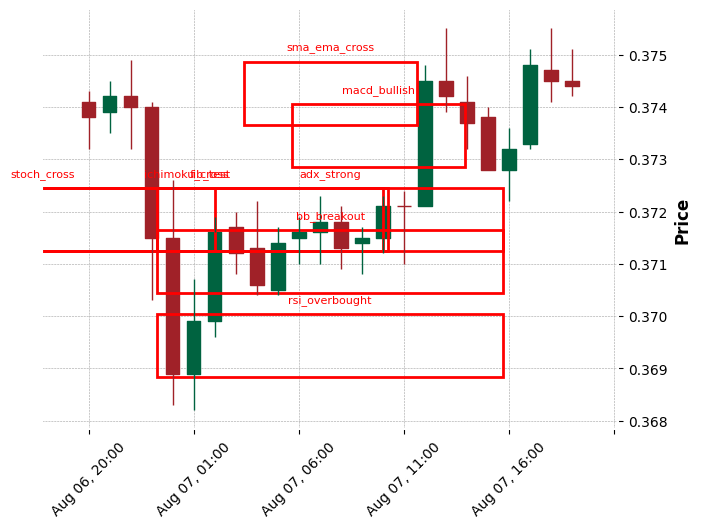 sma_ema_cross
0.375
macd_bullish
0.374
0.373
stoch_cross
fib_test
adx_strong
0.372
bb_breakout
Price
0.371
rsi_overbought
0.370
0.369
0.368
Aug 06, 20:00
Aug 07, 01:00
Aug 07, 06:00
Aug 07, 11:00
Aug 07, 16:00